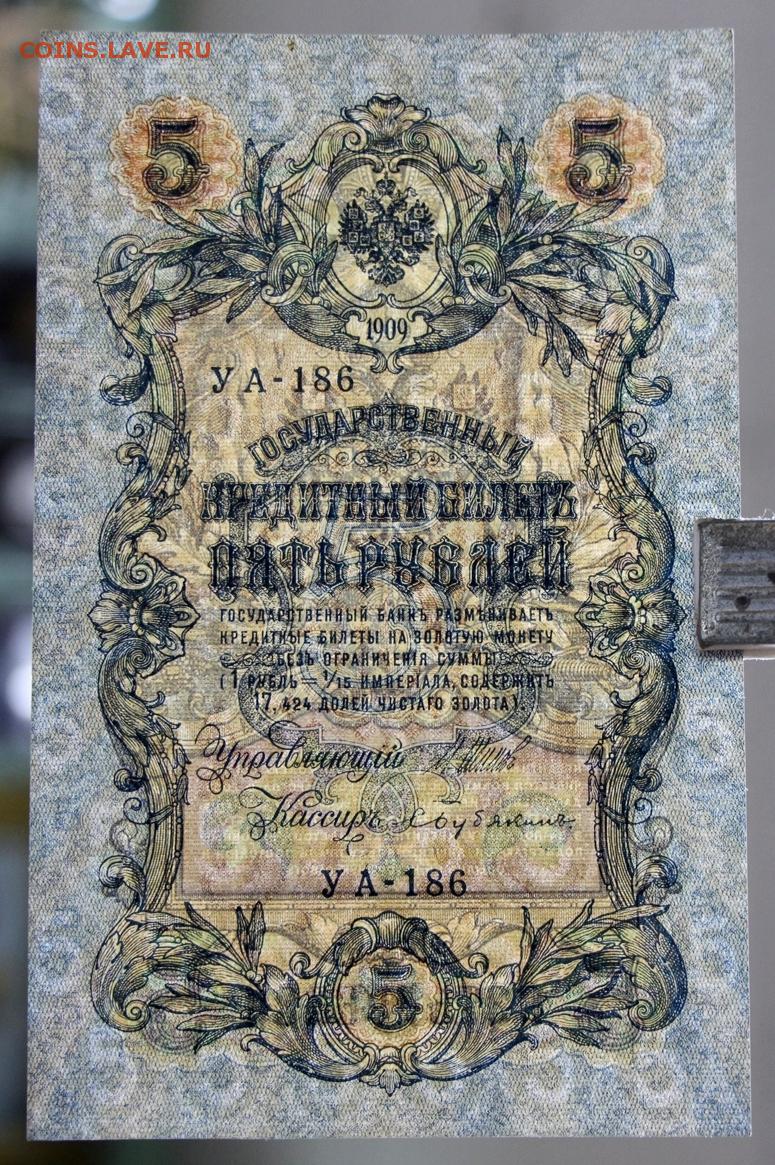 COINS.LAVE.RU
5 5
1909
УА-186
ГОСУДАРСТВЕННЫЙ
КРЕДИТНЫЙ БИЛЕТЪ
ПЯТЬ РУБЛЕЙ
ГОСУДАРСТВЕННЫЙ БАНКЪ РАЗМѢНИВАЕТЪ
КРЕДИТНЫЕ БИЛЕТЫ НА ЗОЛОТУЮ МОНЕТУ
БЕЗЪ ОГРАНИЧЕНІЯ СУММЫ
(1 РУБЛЬ = 1/15 ИМПЕРІАЛА, СОДЕРЖИТЪ
17,424 ДОЛЕЙ ЧИСТАГО ЗОЛОТА).
Управляющій
Кассиръ
УА-186
5